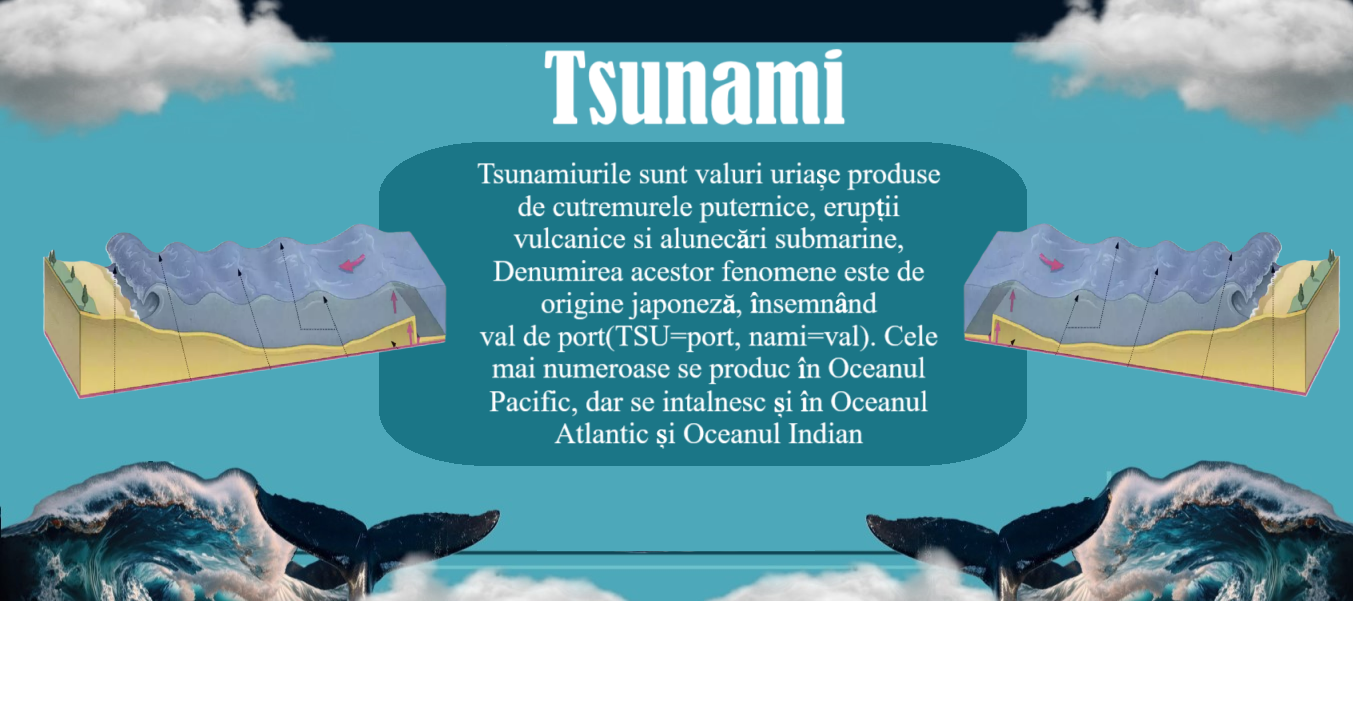 Tsunami
Tsunamiurile sunt valuri uriașe produse
de cutremurele puternice, erupții
vulcanice si alunecări submarine,
Denumirea acestor fenomene este de
origine japoneză, însemnând
val de port(TSU=port, nami=val). Cele
mai numeroase se produc în Oceanul
Pacific, dar se intalnesc și în Oceanul
Atlantic și Oceanul Indian